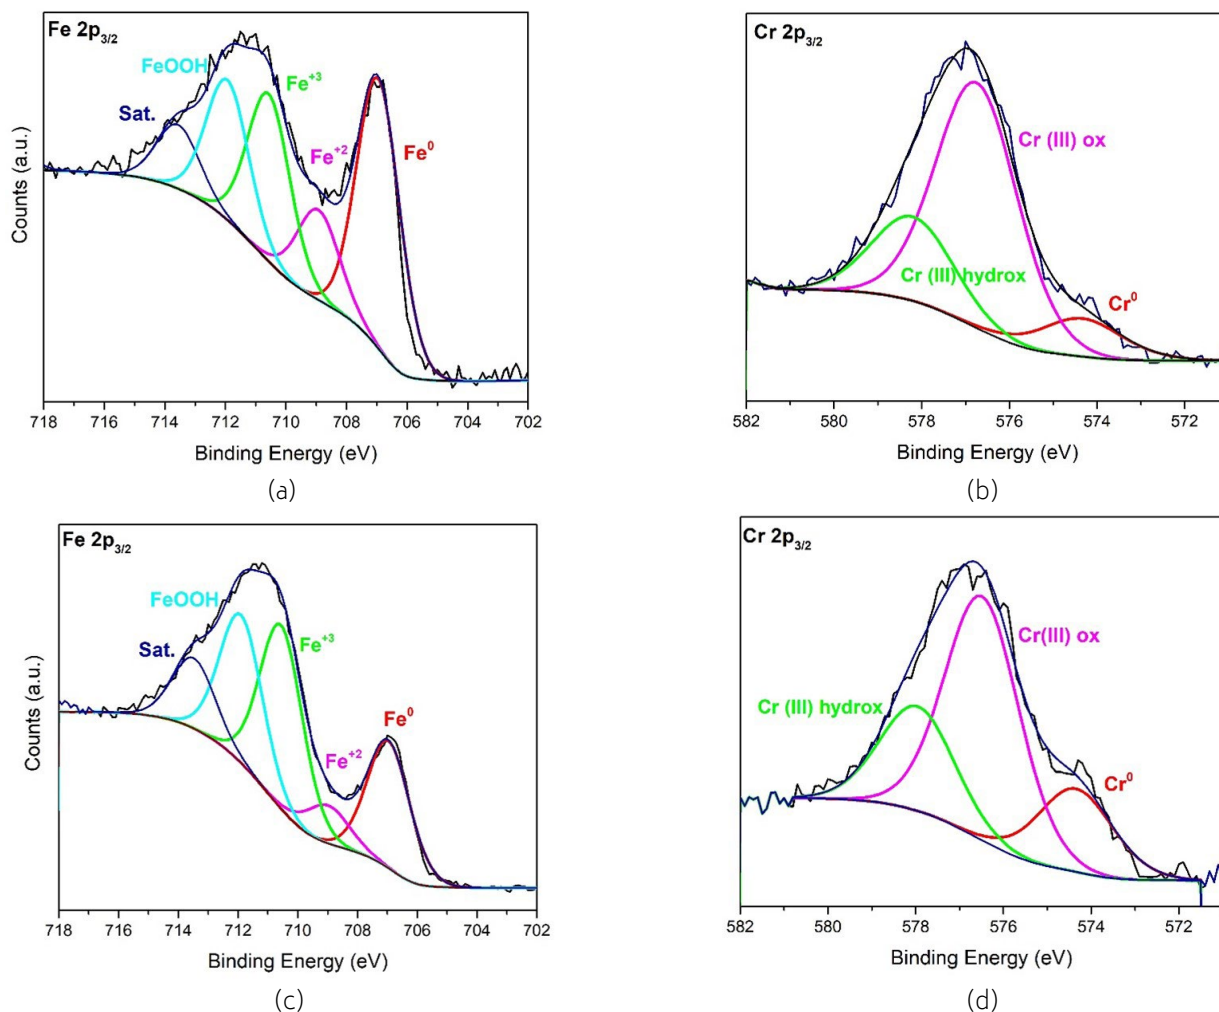 Fe 2p3/2
FeOOH
Fe+3
Sat.
Fe+2
Fe0
Counts (a.u.)
718 716 714 712 710 708 706 704 702
Binding Energy (eV)
(a)
Cr 2p3/2
Cr (III) ox
Cr (III) hydrox
Cr0
582 580 578 576 574 572
Binding Energy (eV)
(b)
Fe 2p3/2
FeOOH
Fe+3
Sat.
Fe0
Fe+2
Counts (a.u.)
718 716 714 712 710 708 706 704 702
Binding Energy (eV)
(c)
Cr 2p3/2
Cr(III) ox
Cr (III) hydrox
Cr0
582 580 578 576 574 572
Binding Energy (eV)
(d)